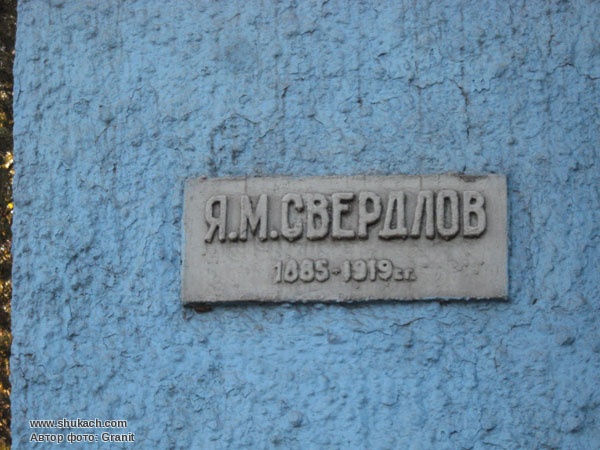 Я.М.СВЕРДЛОВ
1885-1919гг.
www.shukach.com
Автор фото: Granit